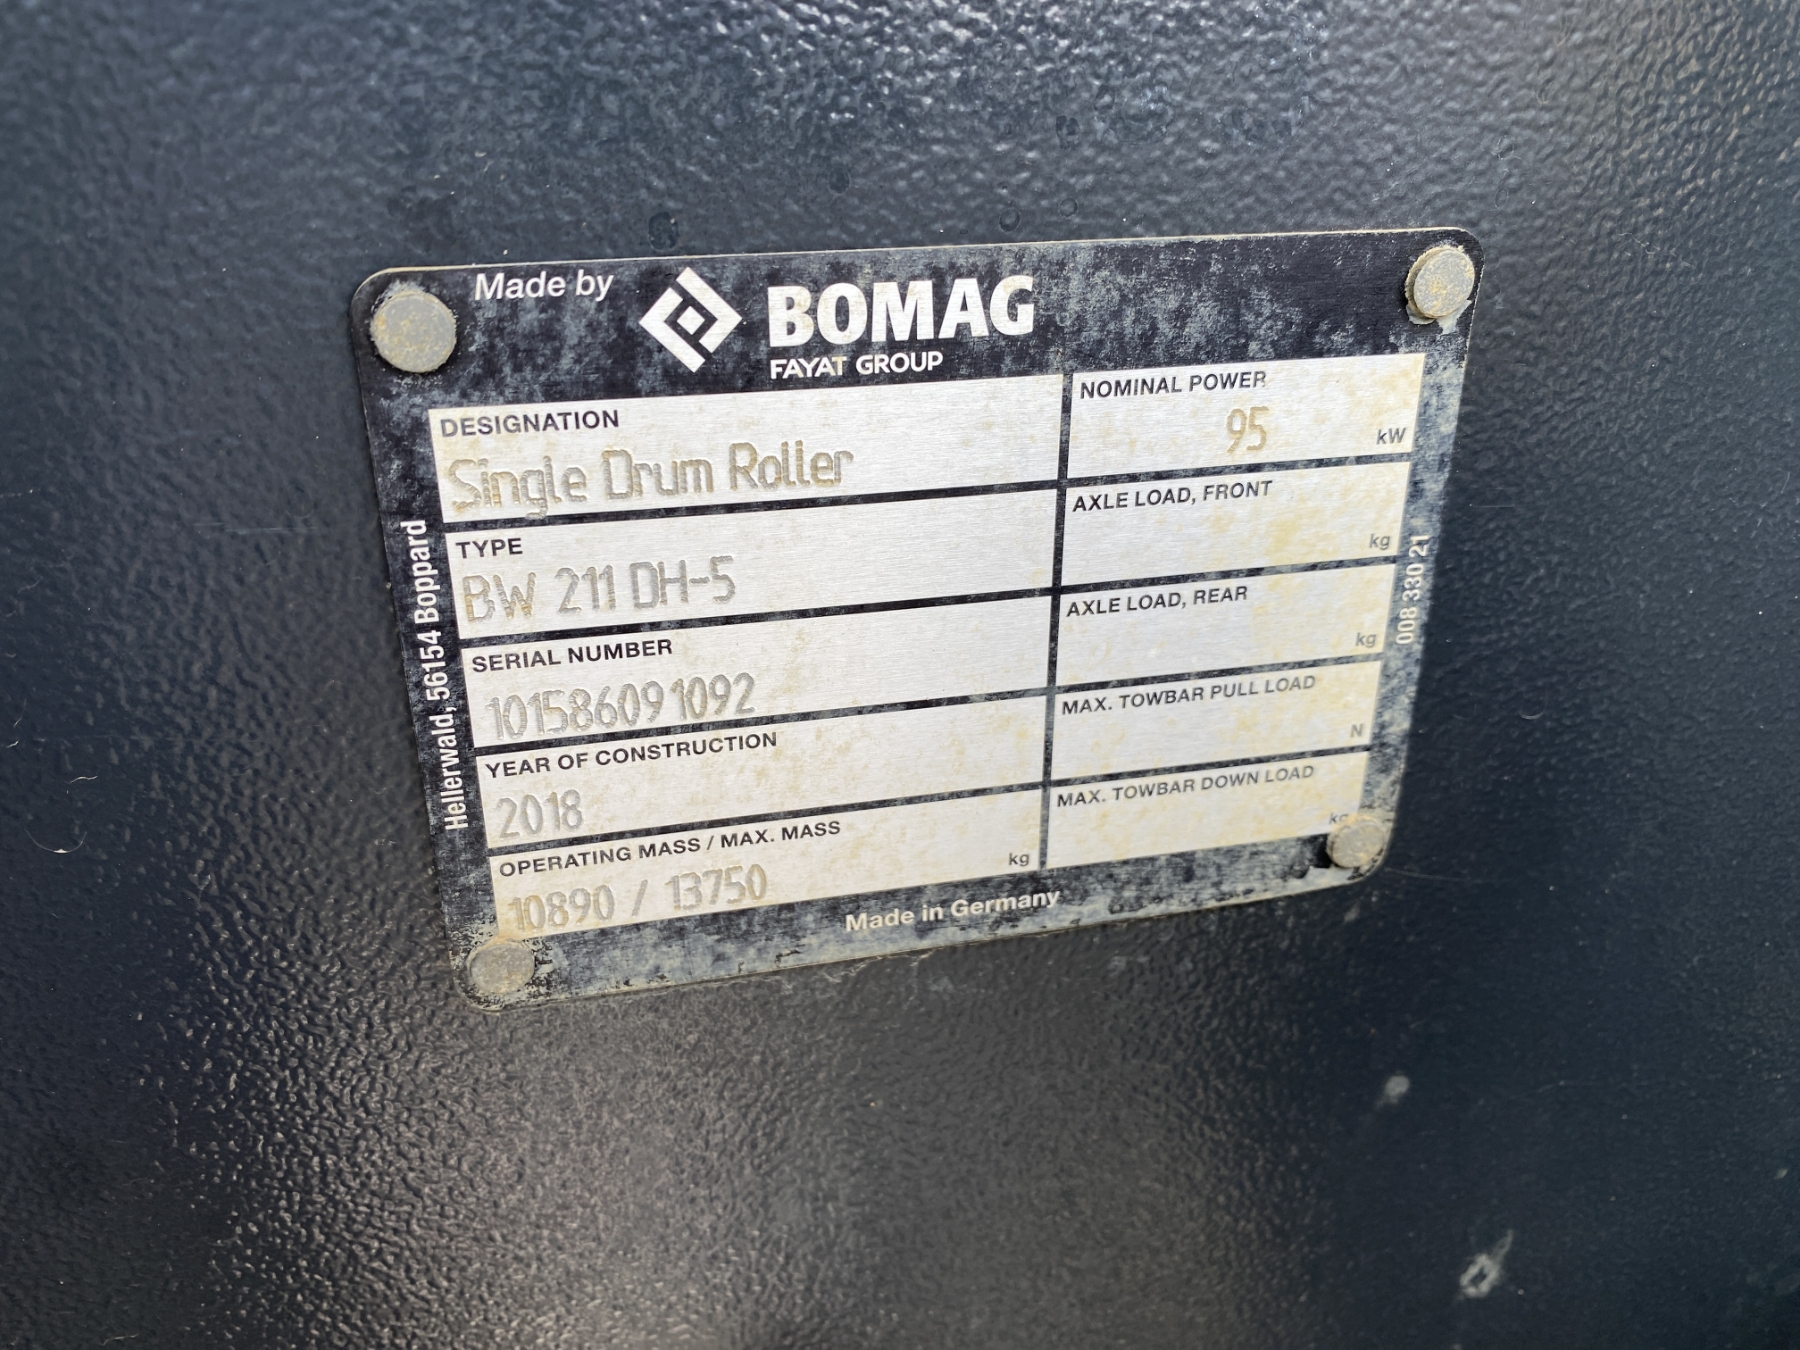 Made by BOMAG
FAYAT GROUP
DESIGNATION
Single Drum Roller
TYPE
BW 211 DH-5
SERIAL NUMBER
101586091092
YEAR OF CONSTRUCTION
2018
OPERATING MASS / MAX. MASS
10890 / 13750
kg
NOMINAL POWER
95
kW
AXLE LOAD, FRONT
kg
AXLE LOAD, REAR
kg
MAX. TOWBAR PULL LOAD
N
MAX. TOWBAR DOWN LOAD
kg
Made in Germany
Hellerwald, 56154 Boppard
008 330 21